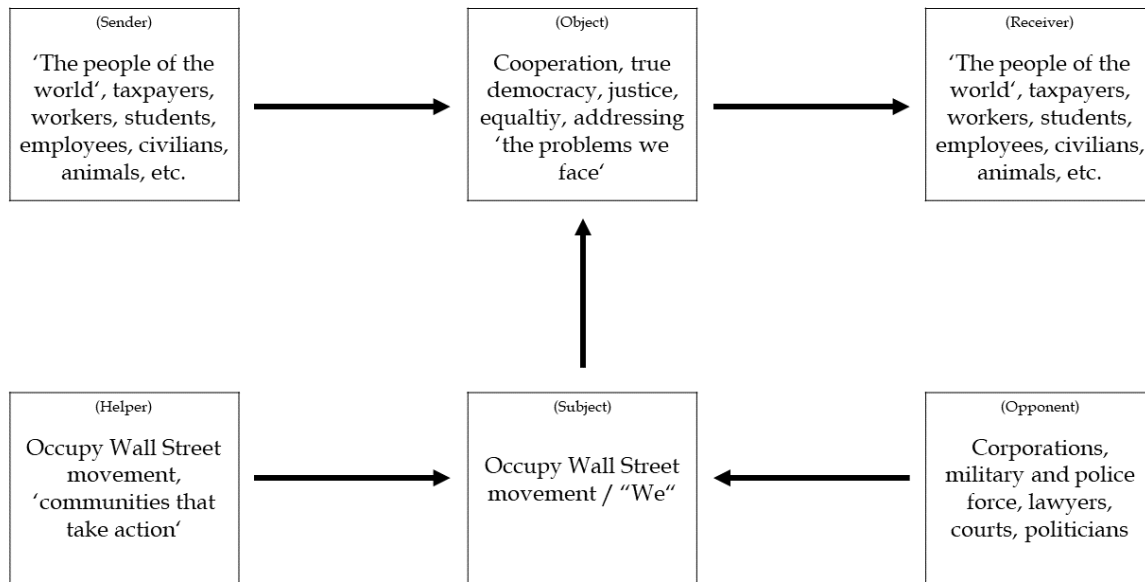 (Sender)
‘The people of the
world‘, taxpayers,
workers, students,
employees, civilians,
animals, etc.
(Object)
Cooperation, true
democracy, justice,
equaltiy, addressing
‘the problems we
face‘
(Receiver)
‘The people of the
world‘, taxpayers,
workers, students,
employees, civilians,
animals, etc.
(Helper)
Occupy Wall Street
movement,
‘communities that
take action‘
(Subject)
Occupy Wall Street
movement / “We“
(Opponent)
Corporations,
military and police
force, lawyers,
courts, politicians